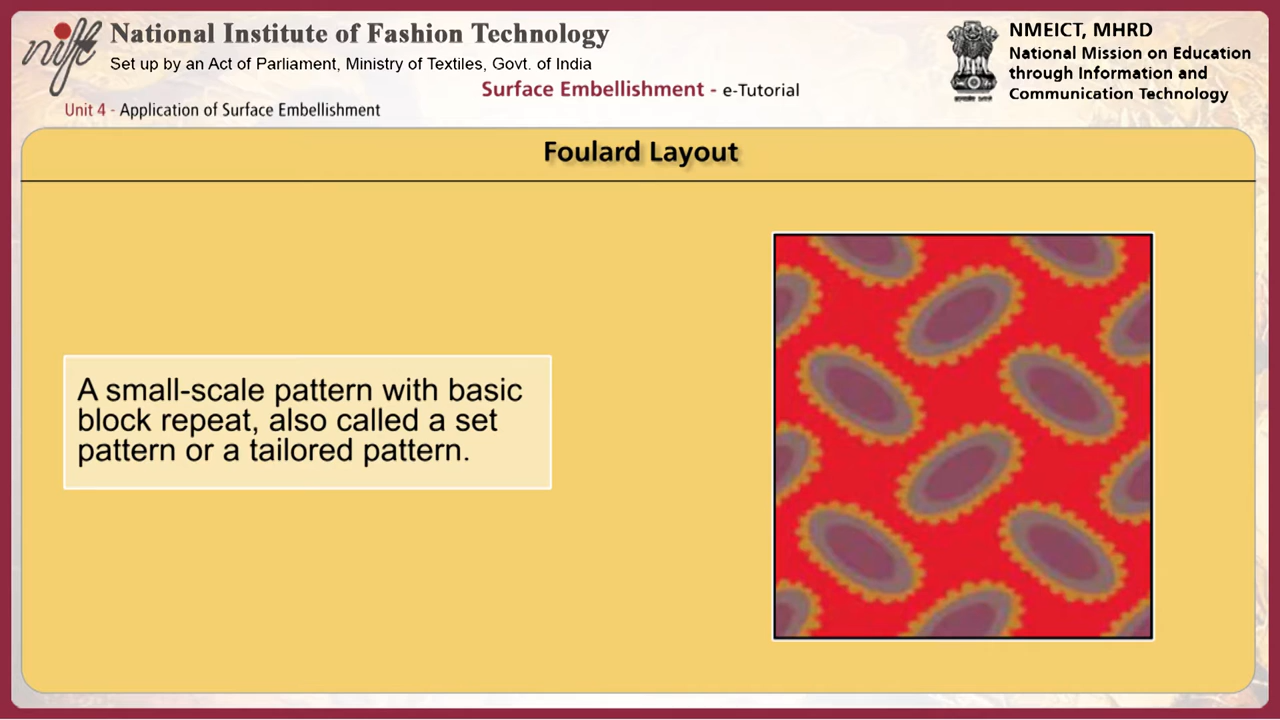 nift National Institute of Fashion Technology
Set up by an Act of Parliament, Ministry of Textiles, Govt. of India
NMEICT, MHRD
National Mission on Education
through Information and
Communication Technology
Surface Embellishment - e-Tutorial
Unit 4 - Application of Surface Embellishment
Foulard Layout
A small-scale pattern with basic
block repeat, also called a set
pattern or a tailored pattern.